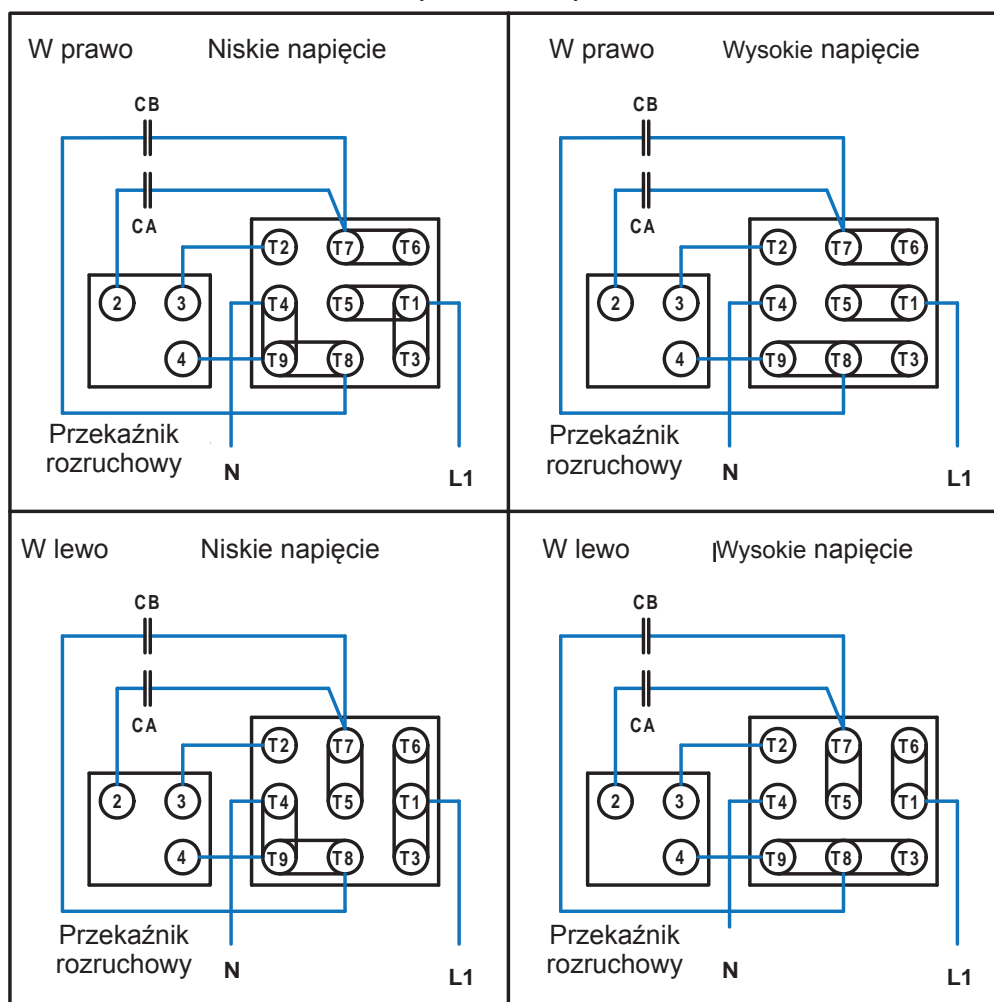 W prawo Niskie napięcie
CB
CA
T2 T7 T6
2 3 T4 T5 T1
4 T9 T8 T3
Przekaźnik
rozruchowy N L1
W prawo Wysokie napięcie
CB
CA
T2 T7 T6
2 3 T4 T5 T1
4 T9 T8 T3
Przekaźnik
rozruchowy N L1
W lewo Niskie napięcie
CB
CA
T2 T7 T6
2 3 T4 T5 T1
4 T9 T8 T3
Przekaźnik
rozruchowy N L1
W lewo Wysokie napięcie
CB
CA
T2 T7 T6
2 3 T4 T5 T1
4 T9 T8 T3
Przekaźnik
rozruchowy N L1